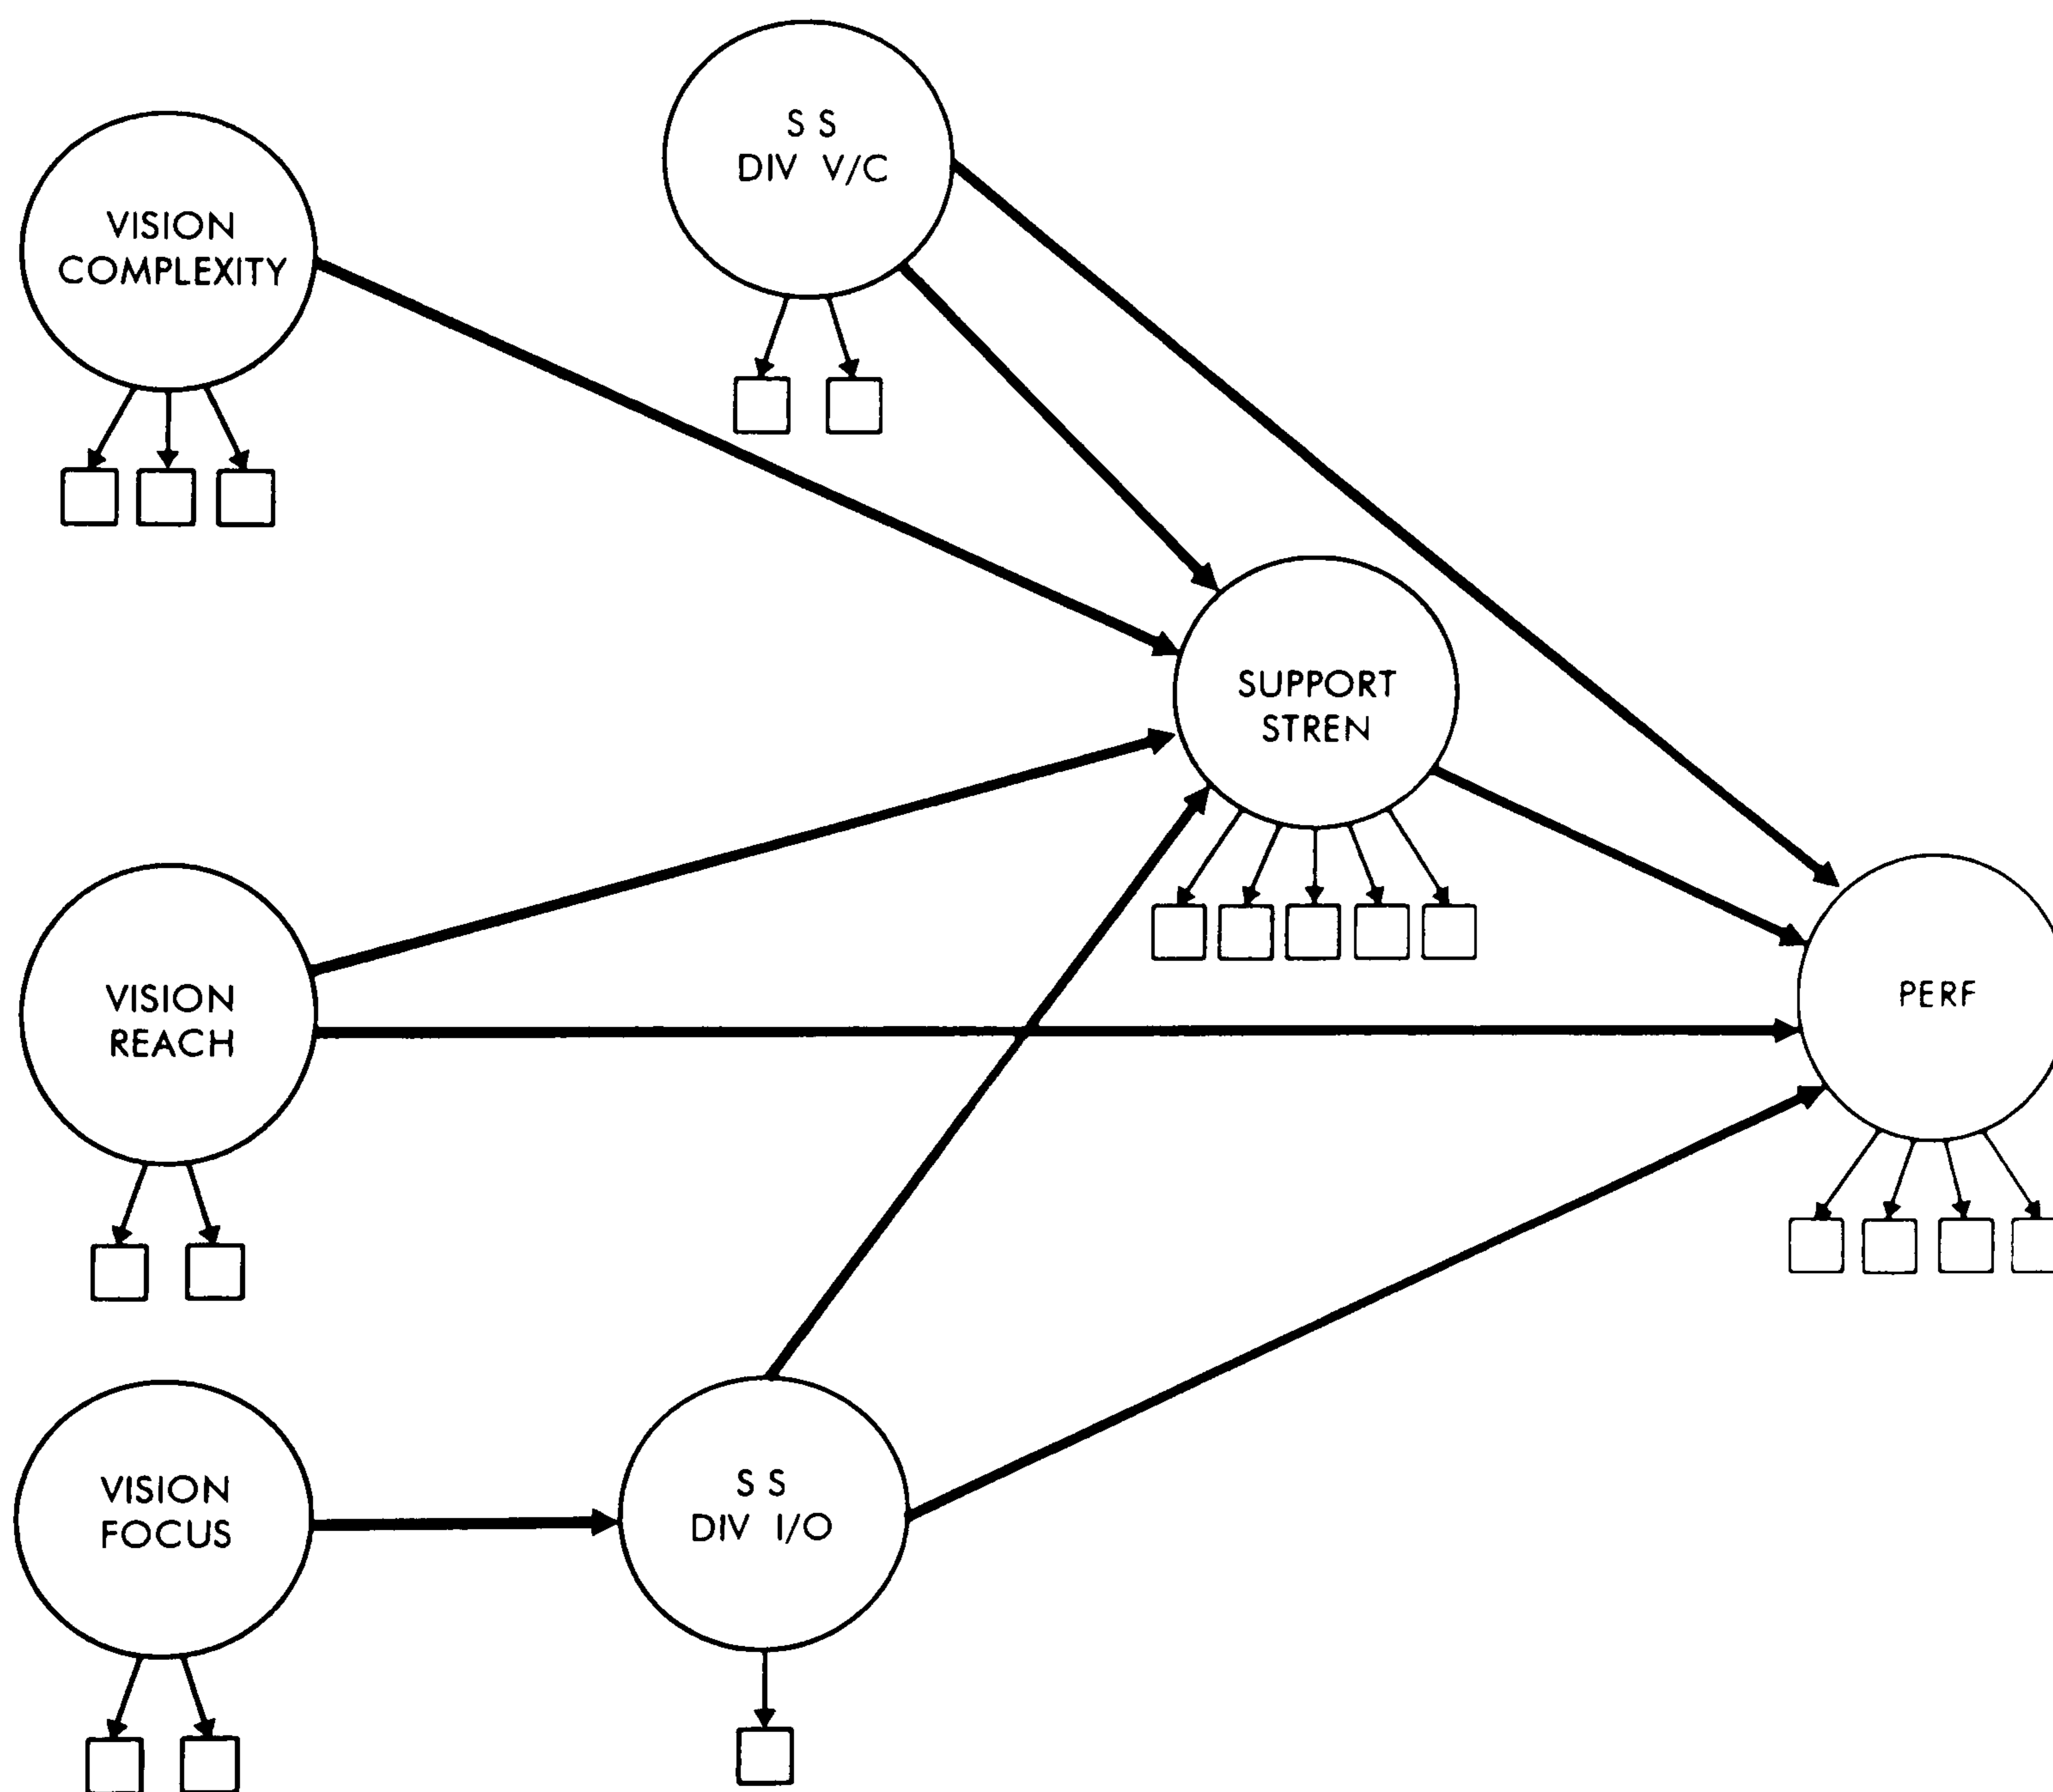 S S
DIV V/C
VISION
COMPLEXITY
SUPPORT
STREN
VISION
REACH
PERF
VISION
FOCUS
S S
DIV I/O